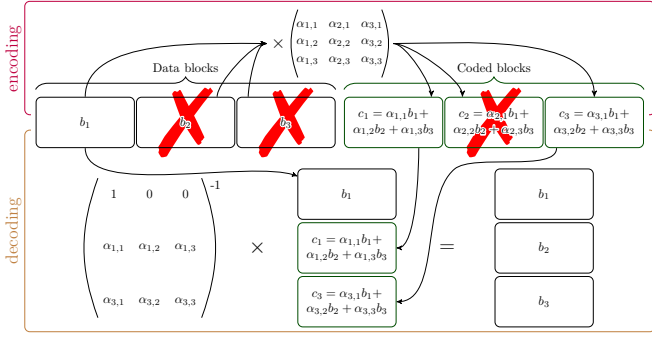 encoding
×
α1,1 α2,1 α3,1
α1,2 α2,2 α3,2
α1,3 α2,3 α3,3
Data blocks
Coded blocks
b1
b2
b3
c1 = α1,1b1+
α1,2b2 + α1,3b3
c2 = α2,1b1+
α2,2b2 + α2,3b3
c3 = α3,1b1+
α3,2b2 + α3,3b3
decoding
1 0 0
α1,1 α1,2 α1,3
α3,1 α3,2 α3,3
-1
×
b1
c1 = α1,1b1+
α1,2b2 + α1,3b3
c3 = α3,1b1+
α3,2b2 + α3,3b3
=
b1
b2
b3